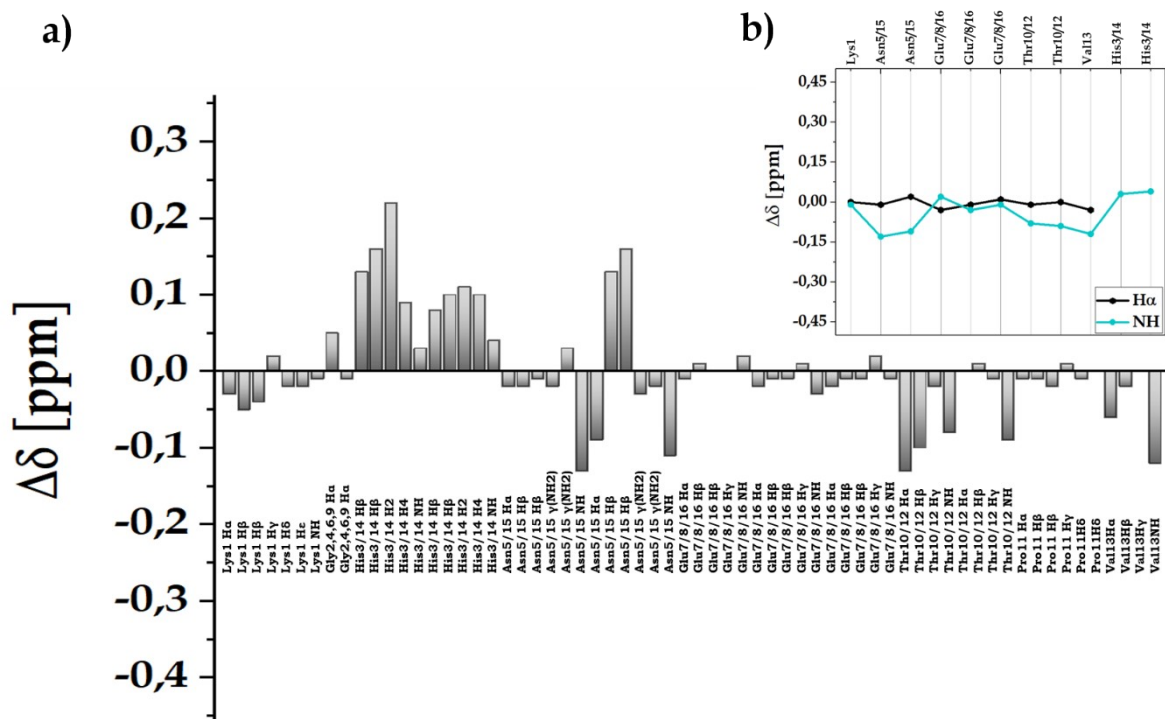 a)
Δδ [ppm]
0,3
0,2
0,1
0,0
-0,1
-0,2
-0,3
-0,4
Lys1 Hα
Lys1 Hβ
Lys1 Hβ
Lys1 Hγ
Lys1 Hδ
Lys1 Hε
Lys1 NH
Gly2,4,6,9 Hα
Gly2,4,6,9 Hα
His3/14 Hβ
His3/14 Hβ
His3/14 H2
His3/14 H4
His3/14 NH
His3/14 Hβ
His3/14 Hβ
His3/14 H2
His3/14 H4
His3/14 NH
Asn5/15 Hα
Asn5/15 Hβ
Asn5/15 Hβ
Asn5/15 γ(NH2)
Asn5/15 γ(NH2)
Asn5/15 NH
Asn5/15 Hα
Asn5/15 Hβ
Asn5/15 Hβ
Asn5/15 γ(NH2)
Asn5/15 γ(NH2)
Asn5/15 NH
Glu7/8/16 Hα
Glu7/8/16 Hβ
Glu7/8/16 Hβ
Glu7/8/16 Hγ
Glu7/8/16 NH
Glu7/8/16 Hα
Glu7/8/16 Hβ
Glu7/8/16 Hβ
Glu7/8/16 Hγ
Glu7/8/16 NH
Glu7/8/16 Hα
Glu7/8/16 Hβ
Glu7/8/16 Hβ
Glu7/8/16 Hγ
Glu7/8/16 NH
Thr10/12 Hα
Thr10/12 Hβ
Thr10/12 Hγ
Thr10/12 NH
Thr10/12 Hα
Thr10/12 Hβ
Thr10/12 Hγ
Thr10/12 NH
Pro11 Hα
Pro11 Hβ
Pro11 Hβ
Pro11 Hγ
Pro11Hδ
Pro11Hδ
Val13Hα
Val13Hβ
Val13Hγ
Val13NH
b)
Lys1
Asn5/15
Asn5/15
Glu7/8/16
Glu7/8/16
Glu7/8/16
Thr10/12
Thr10/12
Val13
His3/14
His3/14
Δδ [ppm]
0,45
0,30
0,15
0,00
-0,15
-0,30
-0,45
Hα
NH